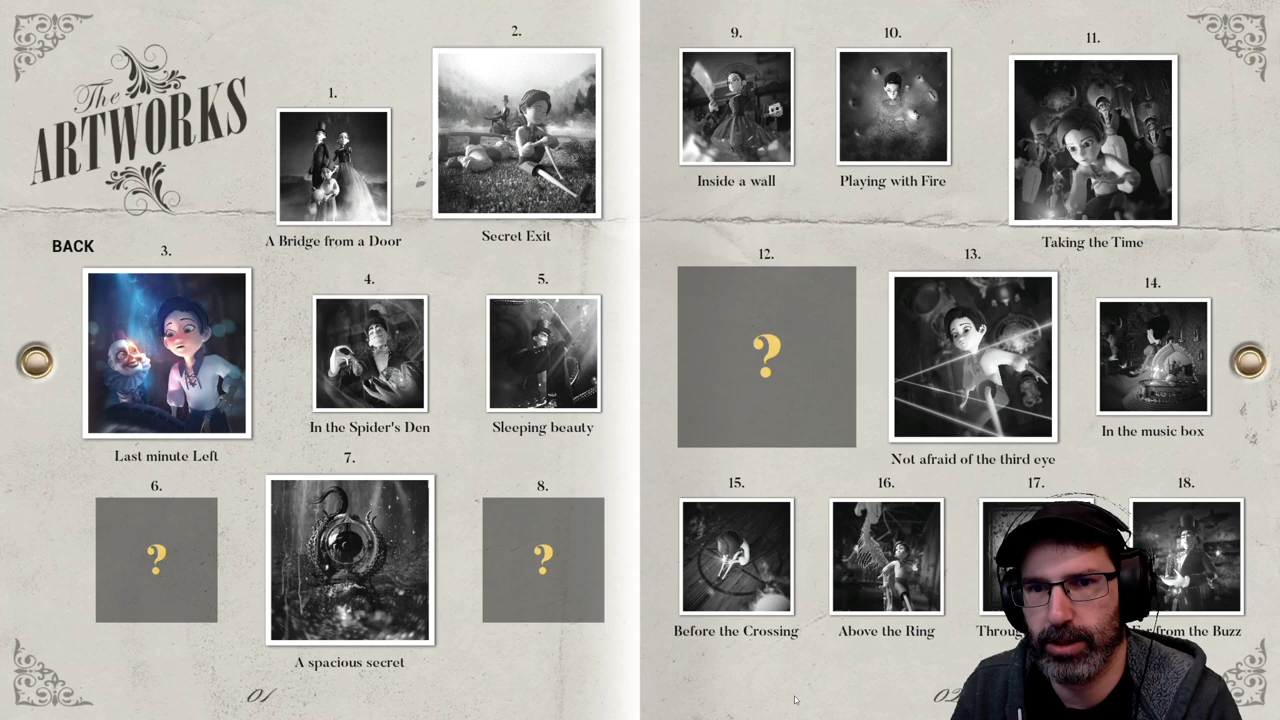 The
ARTWORKS
BACK
1.
A Bridge from a Door
2.
Secret Exit
3.
Last minute Left
4.
In the Spider's Den
5.
Sleeping beauty
6.
?
7.
A spacious secret
8.
?
01
9.
Inside a wall
10.
Playing with Fire
11.
Taking the Time
12.
?
13.
Not afraid of the third eye
14.
In the music box
15.
Before the Crossing
16.
Above the Ring
17.
18.
from the Buzz
02